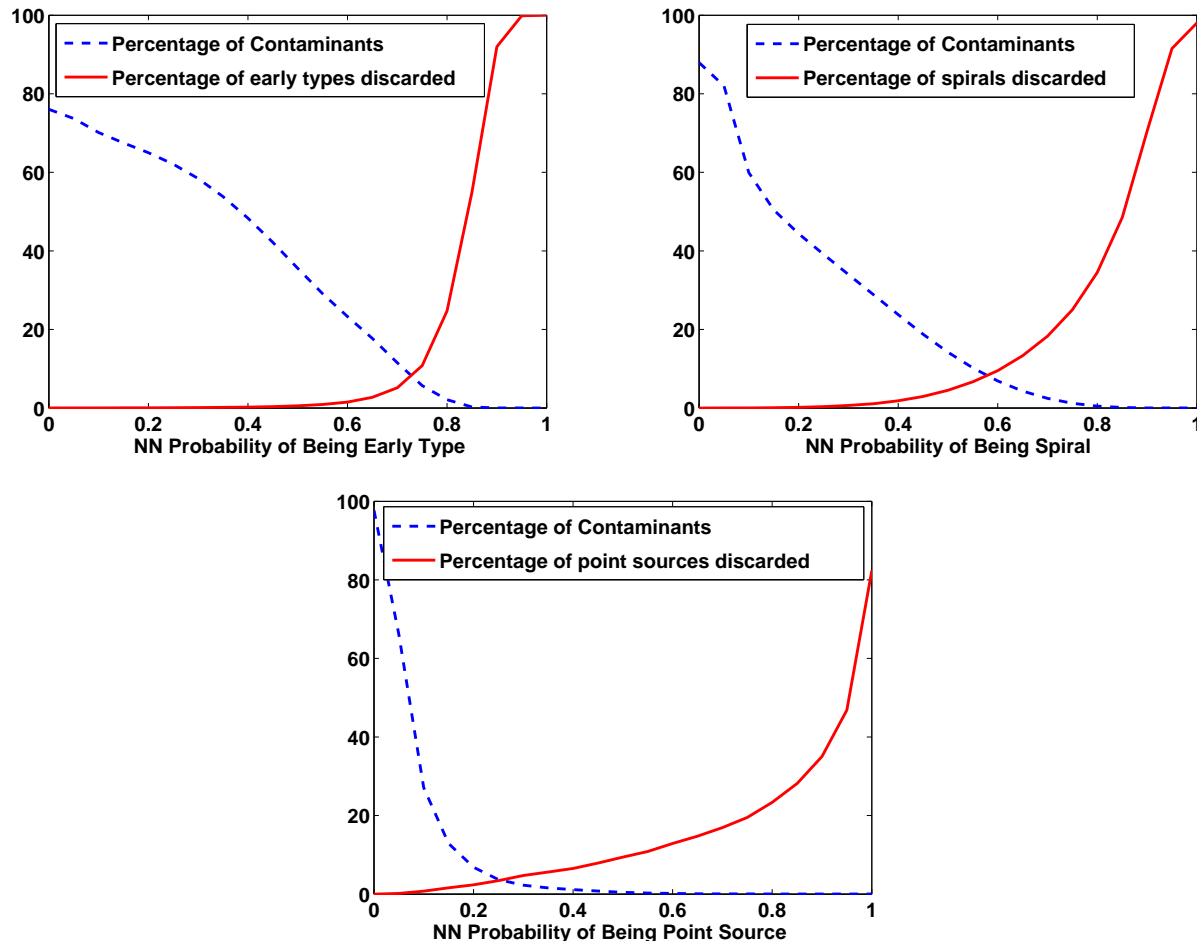 100
80
60
40
20
0
Percentage of Contaminants
Percentage of early types discarded
0 0.2 0.4 0.6 0.8 1
NN Probability of Being Early Type
100
80
60
40
20
0
Percentage of Contaminants
Percentage of spirals discarded
0 0.2 0.4 0.6 0.8 1
NN Probability of Being Spiral
100
80
60
40
20
0
Percentage of Contaminants
Percentage of point sources discarded
0 0.2 0.4 0.6 0.8 1
NN Probability of Being Point Source